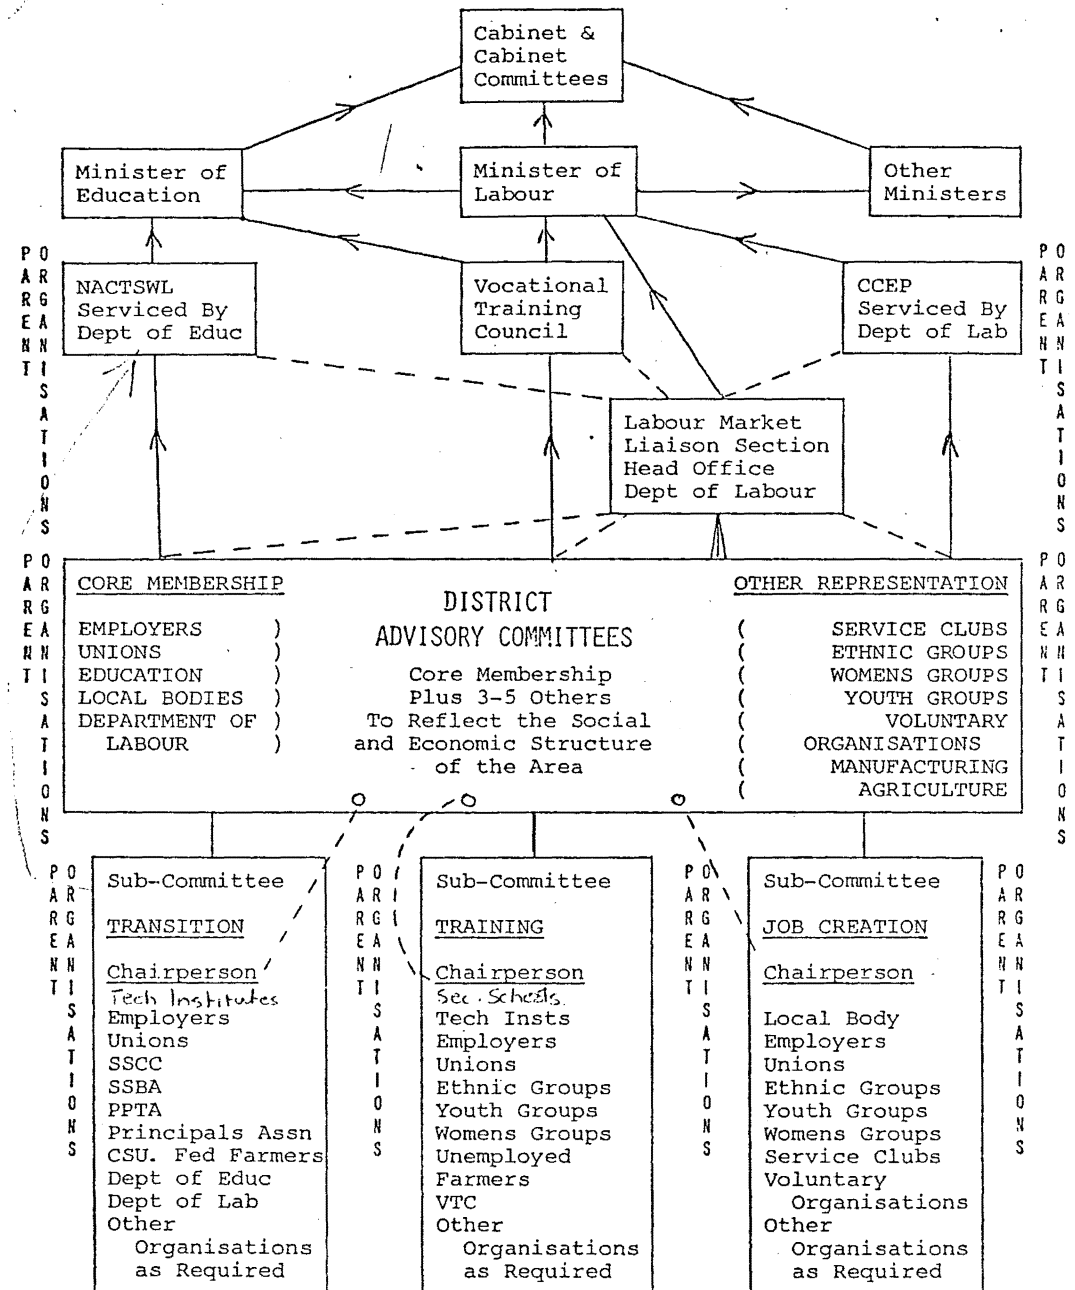 Cabinet &
Cabinet
Committees
Minister of
Education
Minister of
Labour
Other
Ministers
PARENT
ORGANISATIONS
NACTSWL
Serviced By
Dept of Educ
Vocational
Training
Council
CCEP
Serviced By
Dept of Lab
PARENT
ORGANISATIONS
Labour Market
Liaison Section
Head Office
Dept of Labour
PARENT
ORGANISATIONS
CORE MEMBERSHIP
EMPLOYERS )
UNIONS )
EDUCATION )
LOCAL BODIES )
DEPARTMENT OF )
LABOUR )
DISTRICT
ADVISORY COMMITTEES
Core Membership
Plus 3-5 Others
To Reflect the Social
and Economic Structure
of the Area
OTHER REPRESENTATION
( SERVICE CLUBS
( ETHNIC GROUPS
( WOMENS GROUPS
( YOUTH GROUPS
( VOLUNTARY
( ORGANISATIONS
( MANUFACTURING
( AGRICULTURE
PARENT
ORGANISATIONS
PARENT
ORGANISATIONS
Sub-Committee
TRANSITION
Chairperson
Tech Institutes
Employers
Unions
SSCC
SSBA
PPTA
Principals Assn
CSU. Fed Farmers
Dept of Educ
Dept of Lab
Other
Organisations
as Required
PARENT
ORGANISATIONS
Sub-Committee
TRAINING
Chairperson
Sec. Schools.
Tech Insts
Employers
Unions
Ethnic Groups
Youth Groups
Womens Groups
Unemployed
Farmers
VTC
Other
Organisations
as Required
PARENT
ORGANISATIONS
Sub-Committee
JOB CREATION
Chairperson
Local Body
Employers
Unions
Ethnic Groups
Youth Groups
Womens Groups
Service Clubs
Voluntary
Organisations
Other
Organisations
as Required
PARENT
ORGANISATIONS